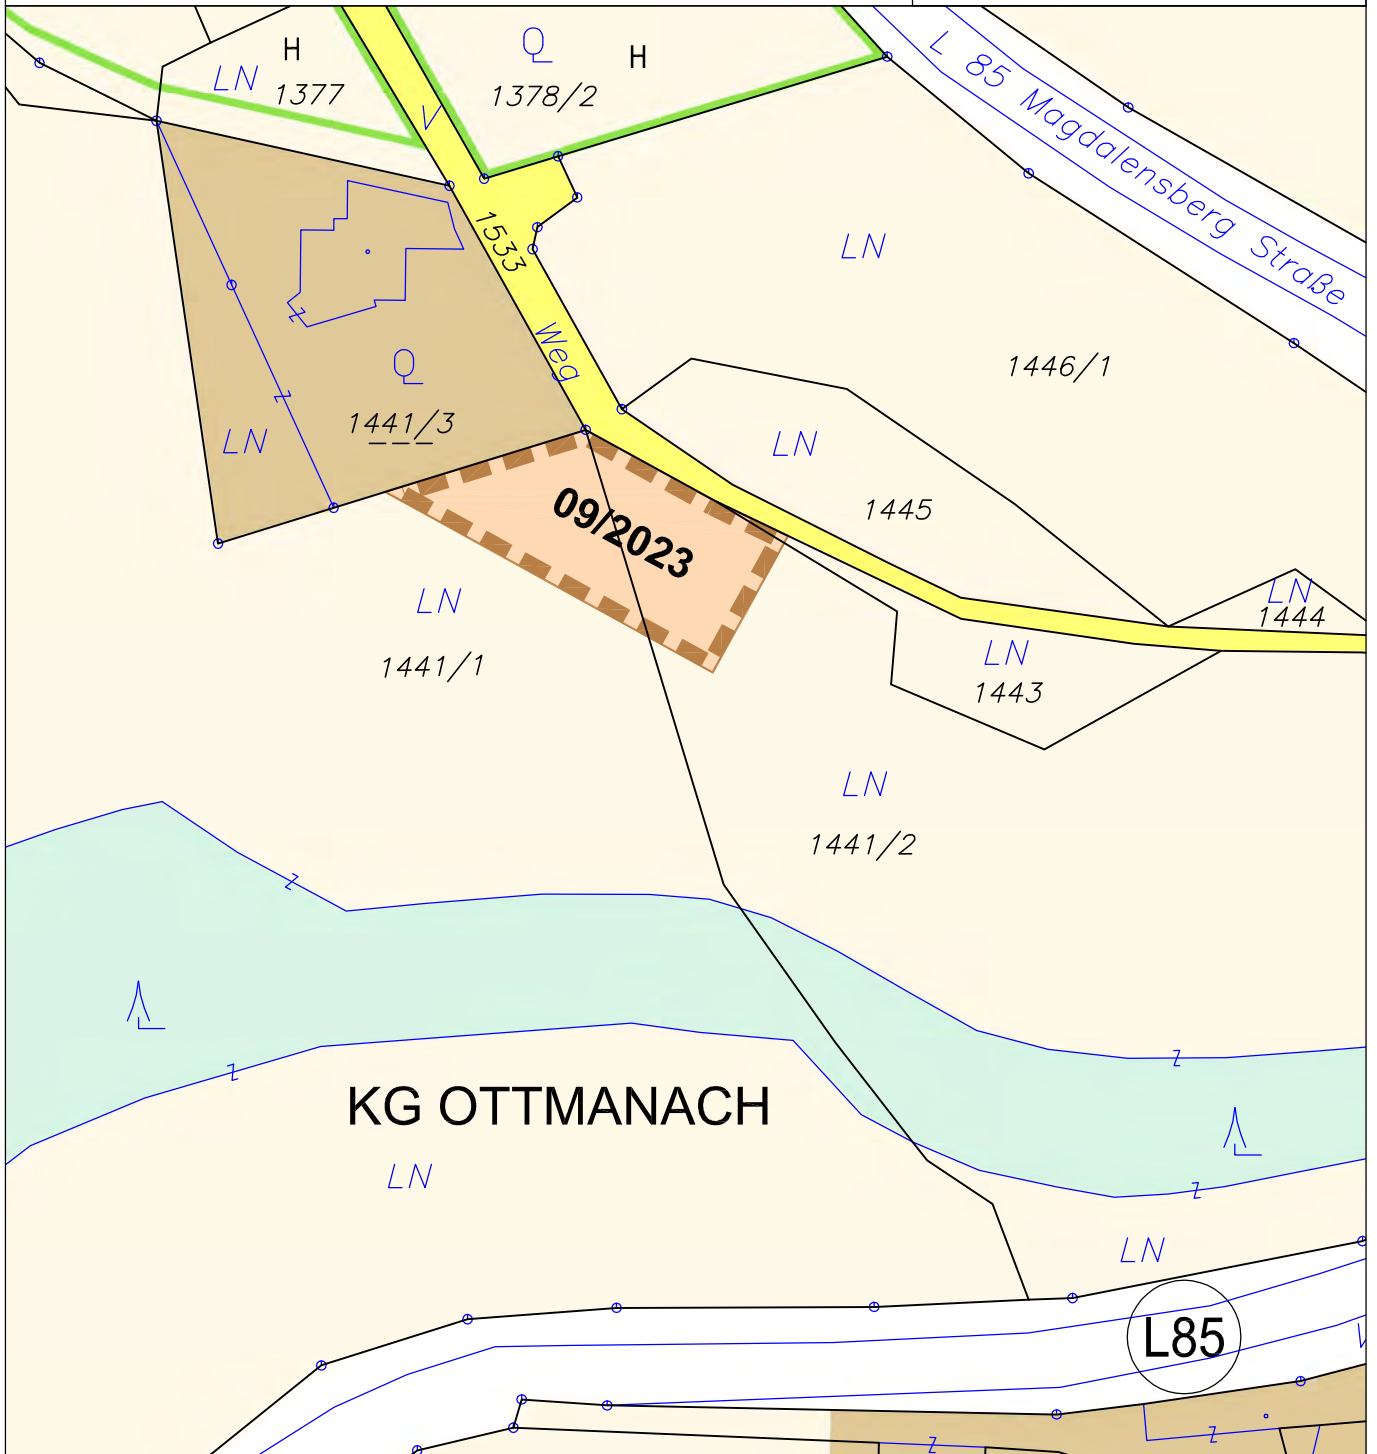 H
Q
H
LN
1377
1378/2
V
L 85 Magdalensberg Straße
1533
LN
Z
Weg
Q
1446/1
Z
1441/3
LN
LN
09/2023
1445
LN
LN
1444
LN
1441/1
1443
LN
1441/2
Z
Z
Z
KG OTTMANACH
LN
Z
LN
L85
Z
Z